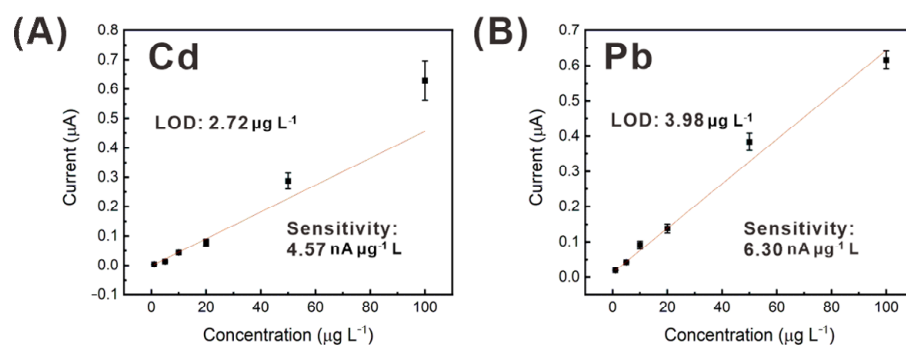 (A)
Cd
LOD: 2.72 µg L-1
Sensitivity:
4.57 nA µg-1 L
Current (µA)
0.8
0.7
0.6
0.5
0.4
0.3
0.2
0.1
0.0
-0.1
0 20 40 60 80 100
Concentration (µg L-1)
(B)
Pb
LOD: 3.98 µg L-1
Sensitivity:
6.30 nA µg-1 L
Current (µA)
0.7
0.6
0.5
0.4
0.3
0.2
0.1
0.0
0 20 40 60 80 100
Concentration (µg L-1)